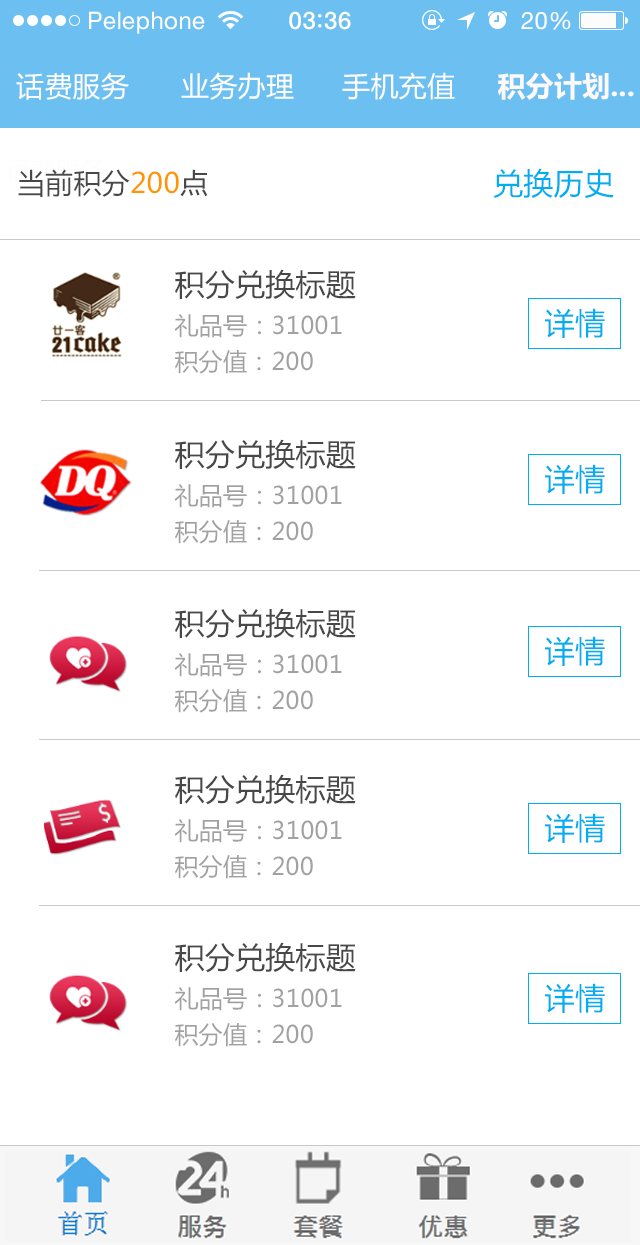 Pelephone 03:36 20%
话费服务 业务办理 手机充值 积分计划...
当前积分200点 兑换历史
积分兑换标题
礼品号：31001
积分值：200
详情
廿一客
21cake
积分兑换标题
礼品号：31001
积分值：200
详情
DQ
积分兑换标题
礼品号：31001
积分值：200
详情
积分兑换标题
礼品号：31001
积分值：200
详情
$
积分兑换标题
礼品号：31001
积分值：200
详情
24h
首页 服务 套餐 优惠 更多